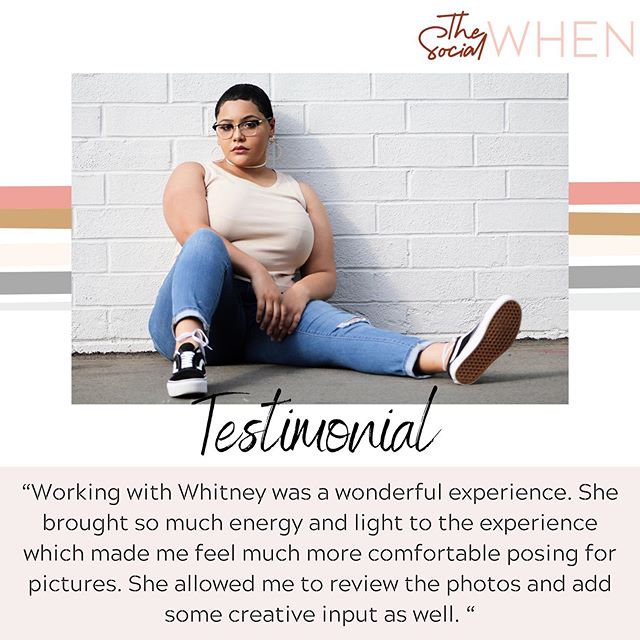 The
Social WHEN
Testimonial
“Working with Whitney was a wonderful experience. She
brought so much energy and light to the experience
which made me feel much more comfortable posing for
pictures. She allowed me to review the photos and add
some creative input as well. “